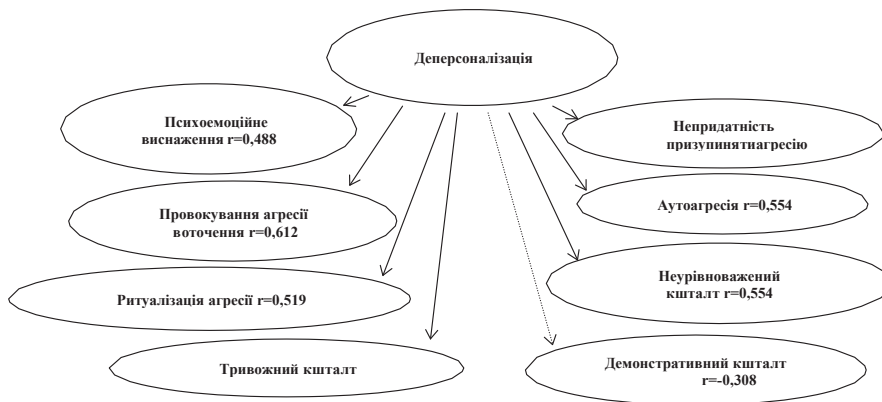 Деперсоналізація
Психоемоційне
виснаження r=0,488
Непридатність
призупинятиагресію
Провокування агресії
воточення r=0,612
Аутоагресія r=0,554
Ритуалізація агресії r=0,519
Неурівноважений
кшталт r=0,554
Тривожний кшталт
Демонстративний кшталт
r=-0,308